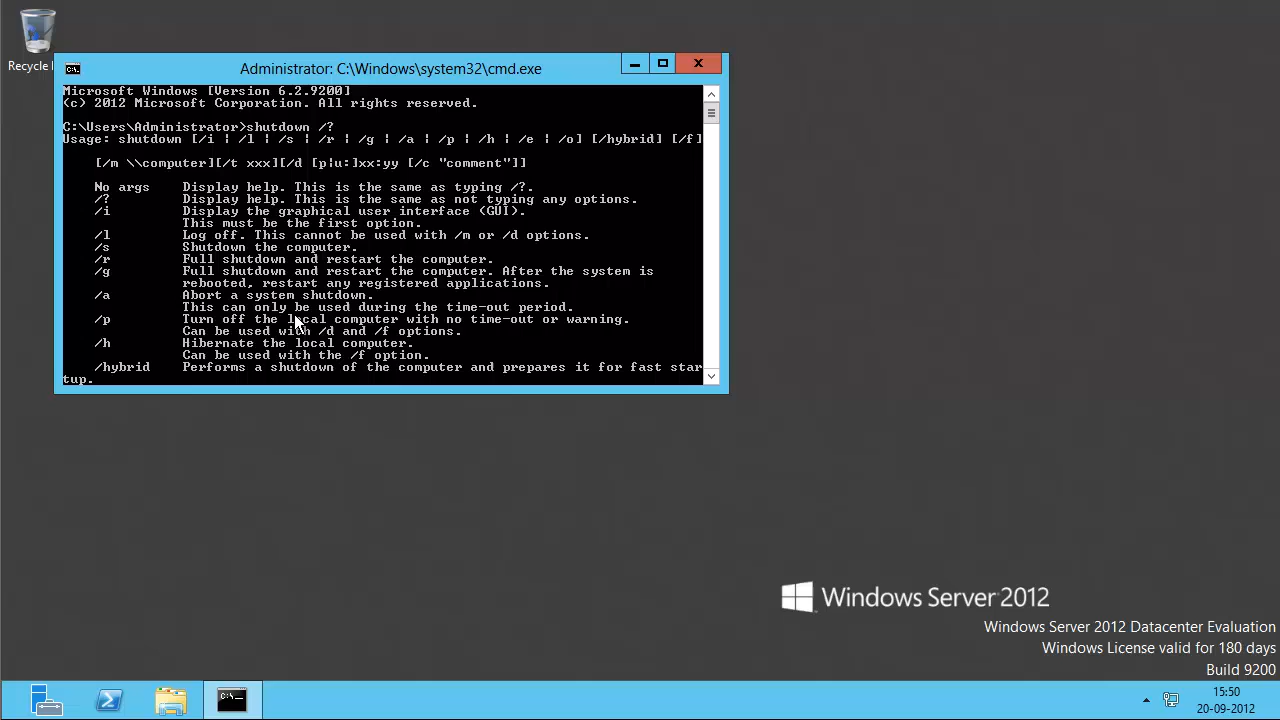 Recycle
Administrator: C:\Windows\system32\cmd.exe
Microsoft Windows [Version 6.2.9200]
(c) 2012 Microsoft Corporation. All rights reserved.
C:\Users\Administrator>shutdown /?
Usage: shutdown [/i | /l | /s | /r | /g | /a | /p | /h | /e | /o] [/hybrid] [/f]
[/m \\computer][/t xxx][/d [p|u:]xx:yy [/c "comment"]]
No args Display help. This is the same as typing /?.
/? Display help. This is the same as not typing any options.
/i Display the graphical user interface (GUI).
This must be the first option.
/l Log off. This cannot be used with /m or /d options.
/s Shutdown the computer.
/r Full shutdown and restart the computer.
/g Full shutdown and restart the computer. After the system is
rebooted, restart any registered applications.
/a Abort a system shutdown.
This can only be used during the time-out period.
/p Turn off the local computer with no time-out or warning.
Can be used with /d and /f options.
/h Hibernate the local computer.
Can be used with the /f option.
/hybrid Performs a shutdown of the computer and prepares it for fast star
tup.
Windows Server 2012
Windows Server 2012 Datacenter Evaluation
Windows License valid for 180 days
Build 9200
15:50
20-09-2012